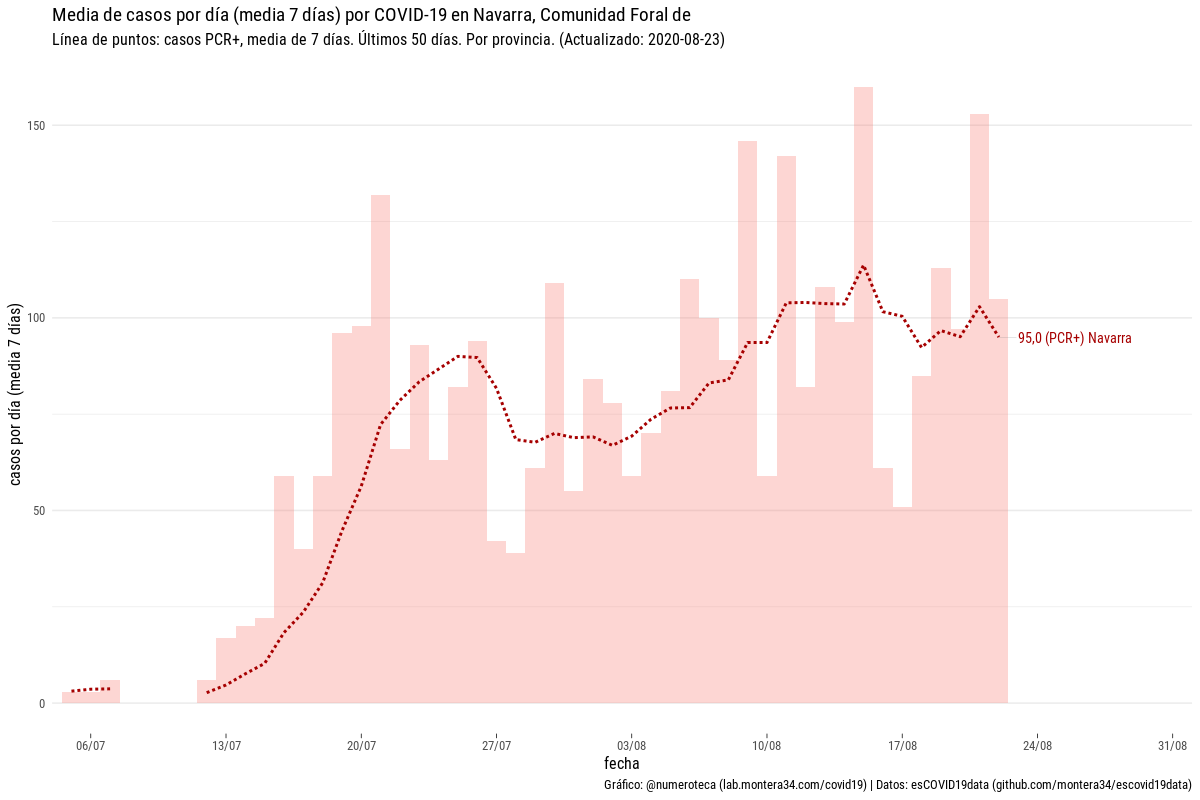 Media de casos por día (media 7 días) por COVID-19 en Navarra, Comunidad Foral de
Línea de puntos: casos PCR+, media de 7 días. Últimos 50 días. Por provincia. (Actualizado: 2020-08-23)
casos por día (media 7 días)
150
100
50
0
95,0 (PCR+) Navarra
06/07
13/07
20/07
27/07
03/08
10/08
17/08
24/08
31/08
fecha
Gráfico: @numeroteca (lab.montera34.com/covid19) | Datos: esCOVID19data (github.com/montera34/escovid19data)